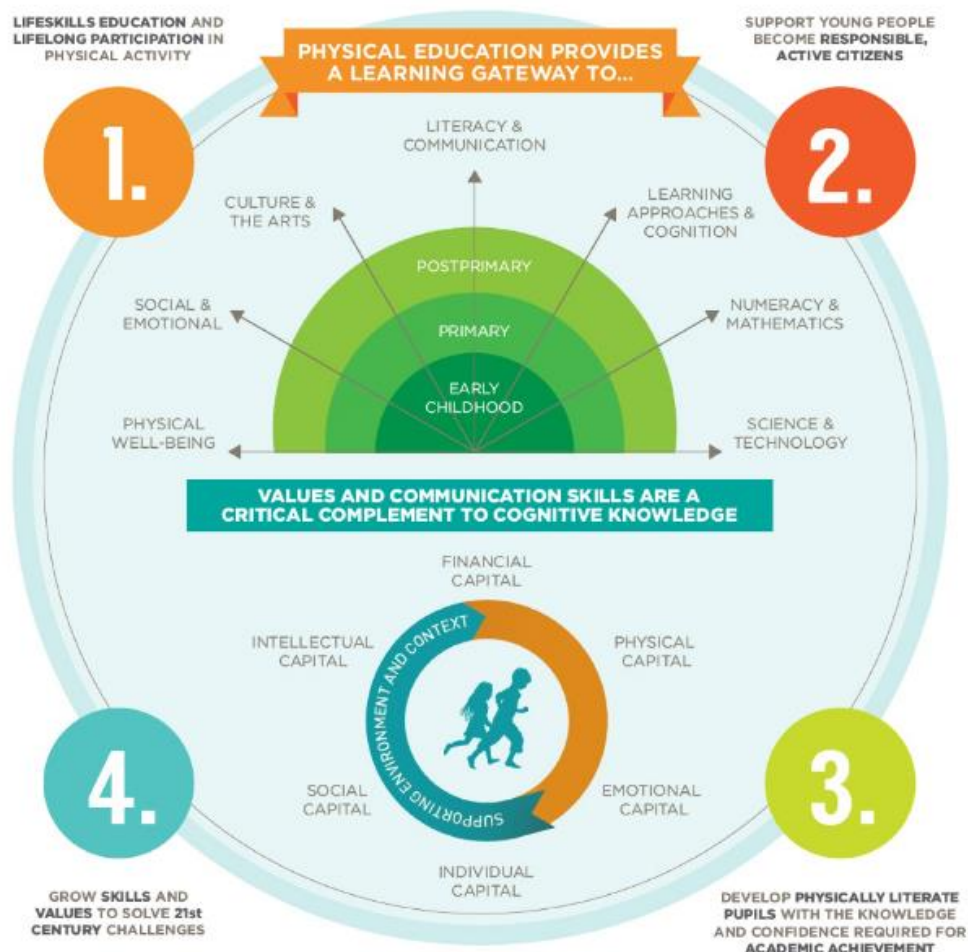 LIFESKILLS EDUCATION AND
LIFELONG PARTICIPATION IN
PHYSICAL ACTIVITY
PHYSICAL EDUCATION PROVIDES
A LEARNING GATEWAY TO...
SUPPORT YOUNG PEOPLE
BECOME RESPONSIBLE,
ACTIVE CITIZENS
1.
2.
LITERACY &
COMMUNICATION
CULTURE &
THE ARTS
LEARNING
APPROACHES &
COGNITION
POSTPRIMARY
SOCIAL &
EMOTIONAL
PRIMARY
NUMERACY &
MATHEMATICS
EARLY
CHILDHOOD
PHYSICAL
WELL-BEING
SCIENCE &
TECHNOLOGY
VALUES AND COMMUNICATION SKILLS ARE A
CRITICAL COMPLEMENT TO COGNITIVE KNOWLEDGE
FINANCIAL
CAPITAL
INTELLECTUAL
CAPITAL
PHYSICAL
CAPITAL
SUPPORTING ENVIRONMENT AND CONTEXT
SOCIAL
CAPITAL
EMOTIONAL
CAPITAL
INDIVIDUAL
CAPITAL
4.
3.
GROW SKILLS AND
VALUES TO SOLVE 21st
CENTURY CHALLENGES
DEVELOP PHYSICALLY LITERATE
PUPILS WITH THE KNOWLEDGE
AND CONFIDENCE REQUIRED FOR
ACADEMIC ACHIEVEMENT